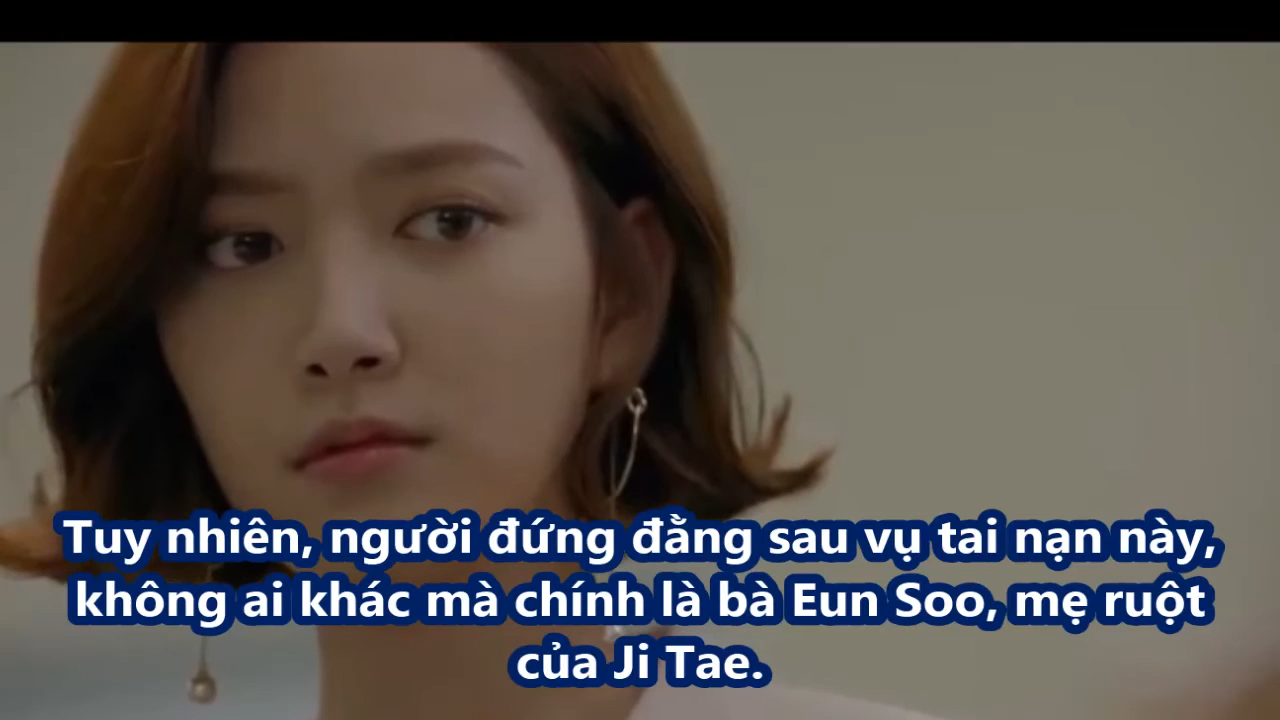 Tuy nhiên, người đứng đằng sau vụ tai nạn này,
không ai khác mà chính là bà Eun Soo, mẹ ruột
của Ji Tae.